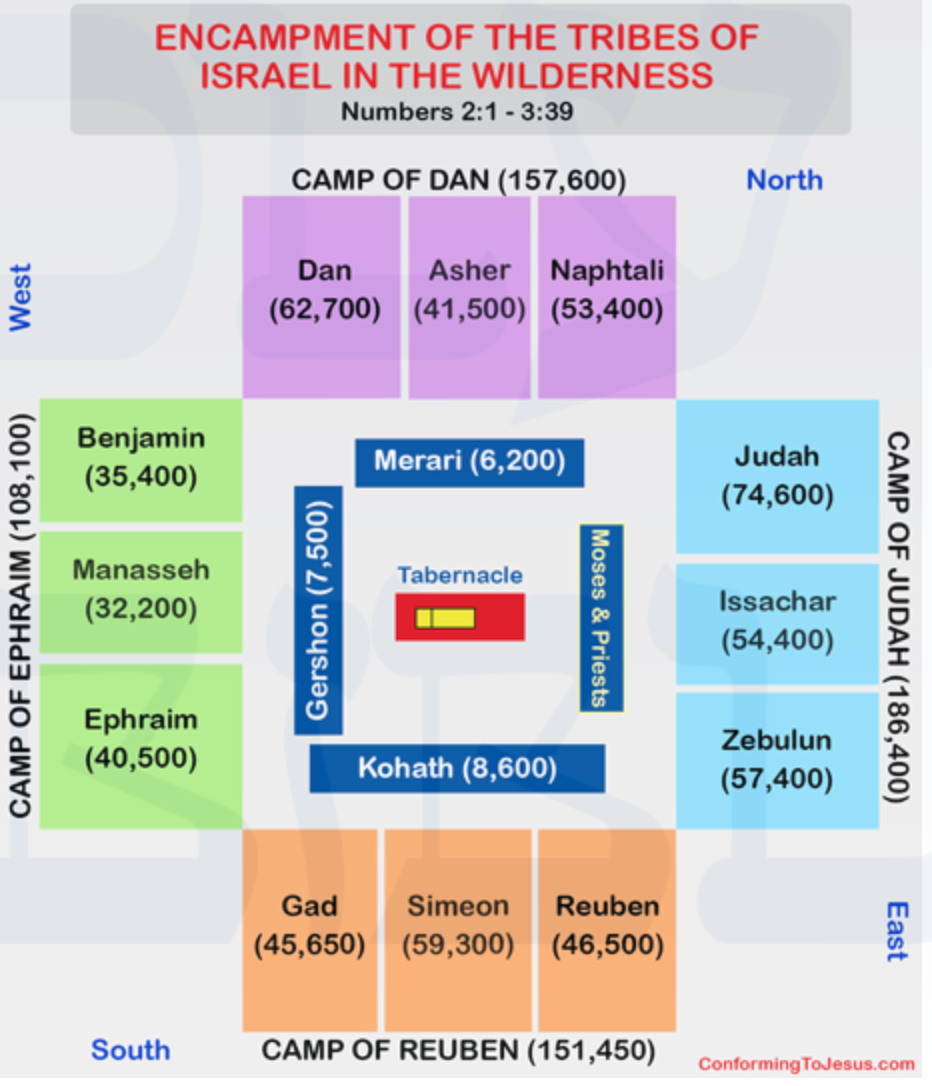 ENCAMPMENT OF THE TRIBES OF
ISRAEL IN THE WILDERNESS
Numbers 2:1 - 3:39
CAMP OF DAN (157,600)
North
West
Dan
(62,700)
Asher
(41,500)
Naphtali
(53,400)
CAMP OF EPHRAIM (108,100)
Benjamin
(35,400)
Manasseh
(32,200)
Ephraim
(40,500)
Merari (6,200)
Gershon (7,500)
Tabernacle
Moses & Priests
Kohath (8,600)
Judah
(74,600)
Issachar
(54,400)
Zebulun
(57,400)
CAMP OF JUDAH (186,400)
Gad
(45,650)
Simeon
(59,300)
Reuben
(46,500)
East
South
CAMP OF REUBEN (151,450)
ConformingToJesus.com